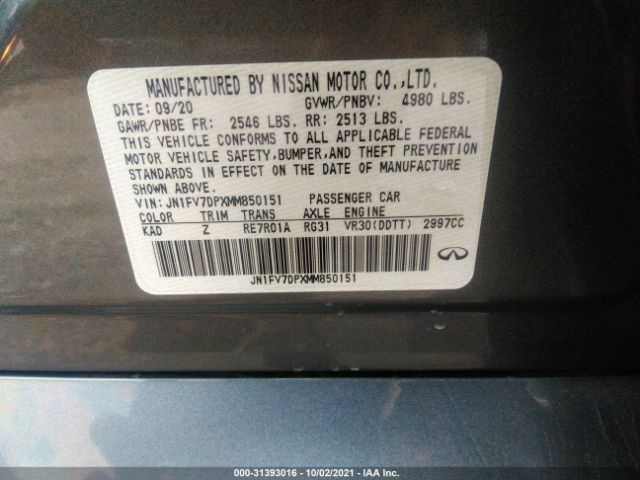 MANUFACTURED BY NISSAN MOTOR CO.,LTD.
DATE: 09/20 GVWR/PNBV: 4980 LBS.
GAWR/PNBE FR: 2546 LBS. RR: 2513 LBS.
THIS VEHICLE CONFORMS TO ALL APPLICABLE FEDERAL
MOTOR VEHICLE SAFETY,BUMPER,AND THEFT PREVENTION
STANDARDS IN EFFECT ON THE DATE OF MANUFACTURE
SHOWN ABOVE.
VIN: JN1FV7DPXMM850151 PASSENGER CAR
COLOR TRIM TRANS AXLE ENGINE
KAD Z RE7R01A RG31 VR30(DDTT) 2997CC
JN1FV7DPXMM850151
000-31393016 - 10/02/2021 - IAA Inc.